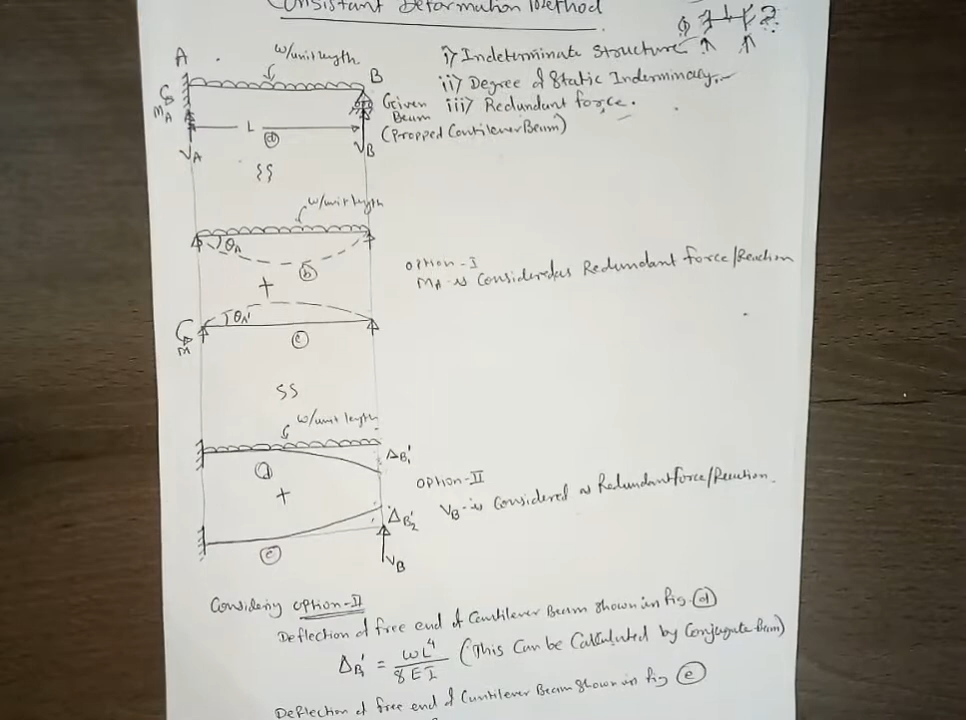 Consistant Deformation Method
i) Indeterminate Structure
ii) Degree of Static Inderminacy.
iii) Redundant force.
A
w/unit length
B
MA
Given
Beam
(Propped Cantilever Beam)
L
a
VA
VB
SS
w/unit length
θA
b
+
Option-I
MA is Considered as Redundant force/Reaction
θA'
M
c
SS
w/unit length
ΔB1'
d
+
Option-II
VB is Considered as Redundant force/Reaction.
ΔB2'
e
VB
Considering option-II
Deflection of free end of Cantilever Beam shown in fig. d
ΔB1' = wL⁴/8EI (This Can be Calculated by Conjugate Beam)
Deflection of free end of Cantilever Beam shown in fig e